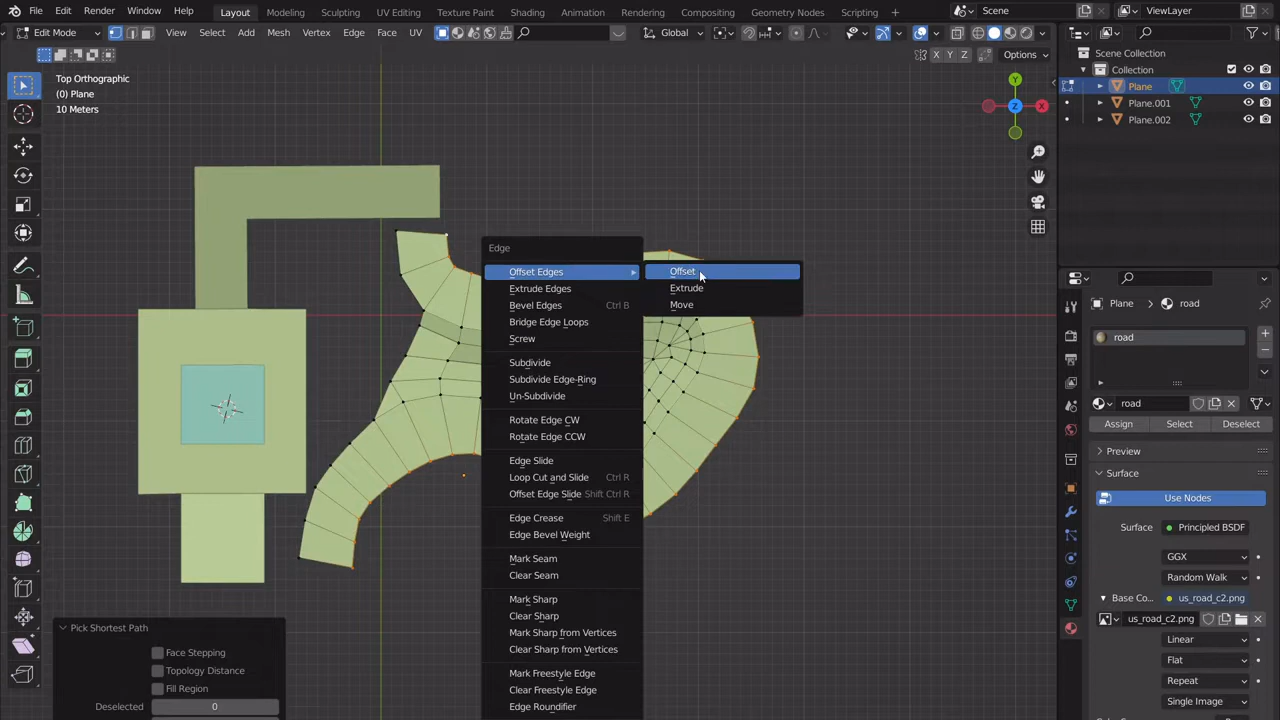 File Edit Render Window Help Layout Modeling Sculpting UV Editing Texture Paint Shading Animation Rendering Compositing Geometry Nodes Scripting Scene ViewLayer
Edit Mode View Select Add Mesh Vertex Edge Face UV Global
X Y Z Options
Scene Collection
Collection
Plane
Plane.001
Plane.002
Top Orthographic
(0) Plane
10 Meters
Y
Z X
Edge
Offset Edges
Extrude Edges
Bevel Edges Ctrl B
Bridge Edge Loops
Screw
Subdivide
Subdivide Edge-Ring
Un-Subdivide
Rotate Edge CW
Rotate Edge CCW
Edge Slide
Loop Cut and Slide Ctrl R
Offset Edge Slide Shift Ctrl R
Edge Crease Shift E
Edge Bevel Weight
Mark Seam
Clear Seam
Mark Sharp
Clear Sharp
Mark Sharp from Vertices
Clear Sharp from Vertices
Mark Freestyle Edge
Clear Freestyle Edge
Edge Roundifier
Offset
Extrude
Move
Plane road
road
road
Assign Select Deselect
Preview
Surface
Use Nodes
Surface Principled BSDF
GGX
Random Walk
Base Co... us_road_c2.png
us_road_c2.png
Linear
Flat
Repeat
Single Image
Pick Shortest Path
Face Stepping
Topology Distance
Fill Region
Deselected 0